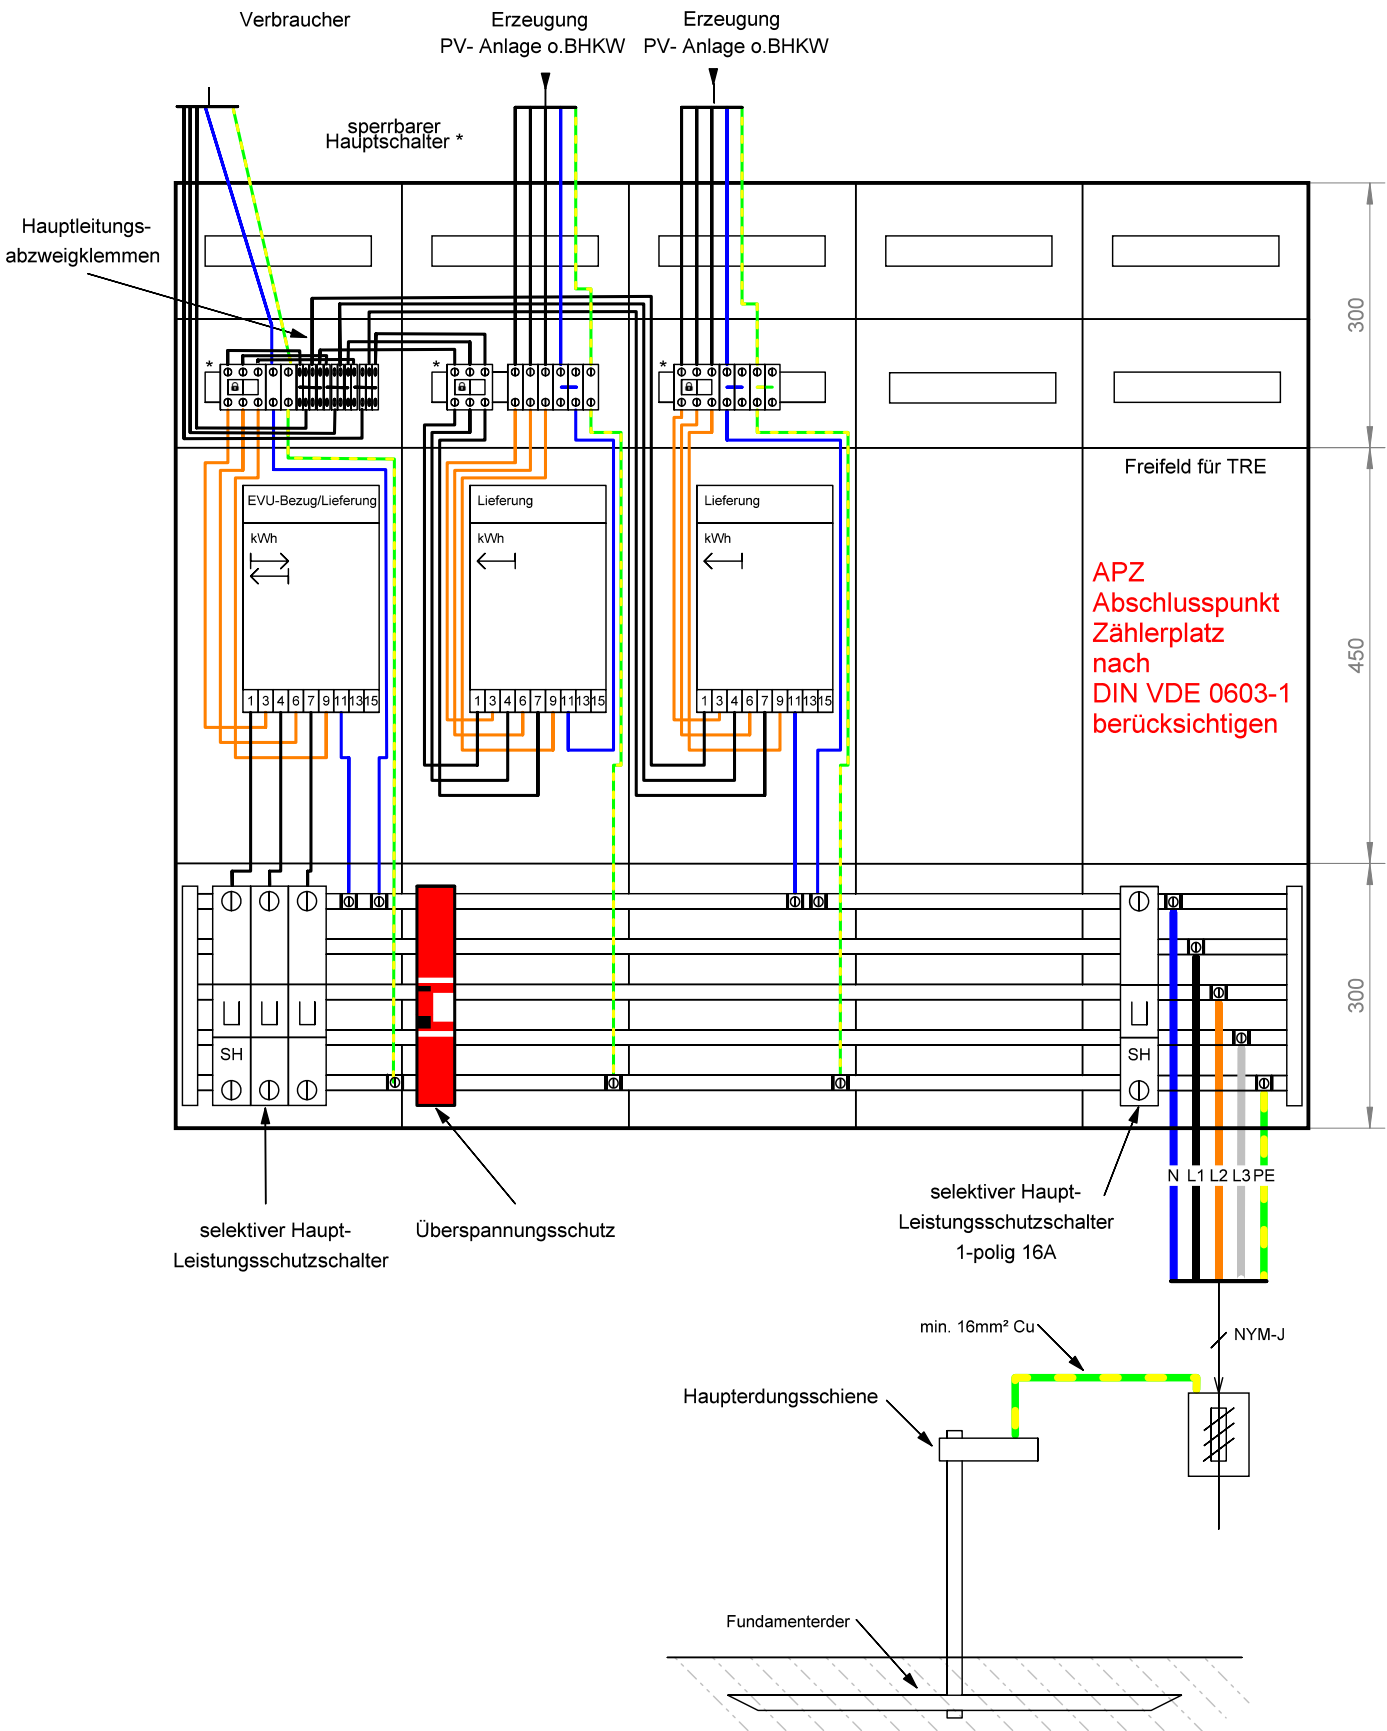 Verbraucher
Erzeugung
PV- Anlage o.BHKW
Erzeugung
PV- Anlage o.BHKW
sperrbarer
Hauptschalter *
Hauptleitungs-
abzweigklemmen
*
*
*
300
Freifeld für TRE
EVU-Bezug/Lieferung
kWh
Lieferung
kWh
Lieferung
kWh
APZ
Abschlusspunkt
Zählerplatz
nach
DIN VDE 0603-1
berücksichtigen
450
1 3 4 6 7 9 11 13 15
1 3 4 6 7 9 11 13 15
1 3 4 6 7 9 11 13 15
300
SH
SH
N L1 L2 L3 PE
selektiver Haupt-
Leistungsschutzschalter
Überspannungsschutz
selektiver Haupt-
Leistungsschutzschalter
1-polig 16A
min. 16mm² Cu
NYM-J
Haupterdungsschiene
Fundamenterder